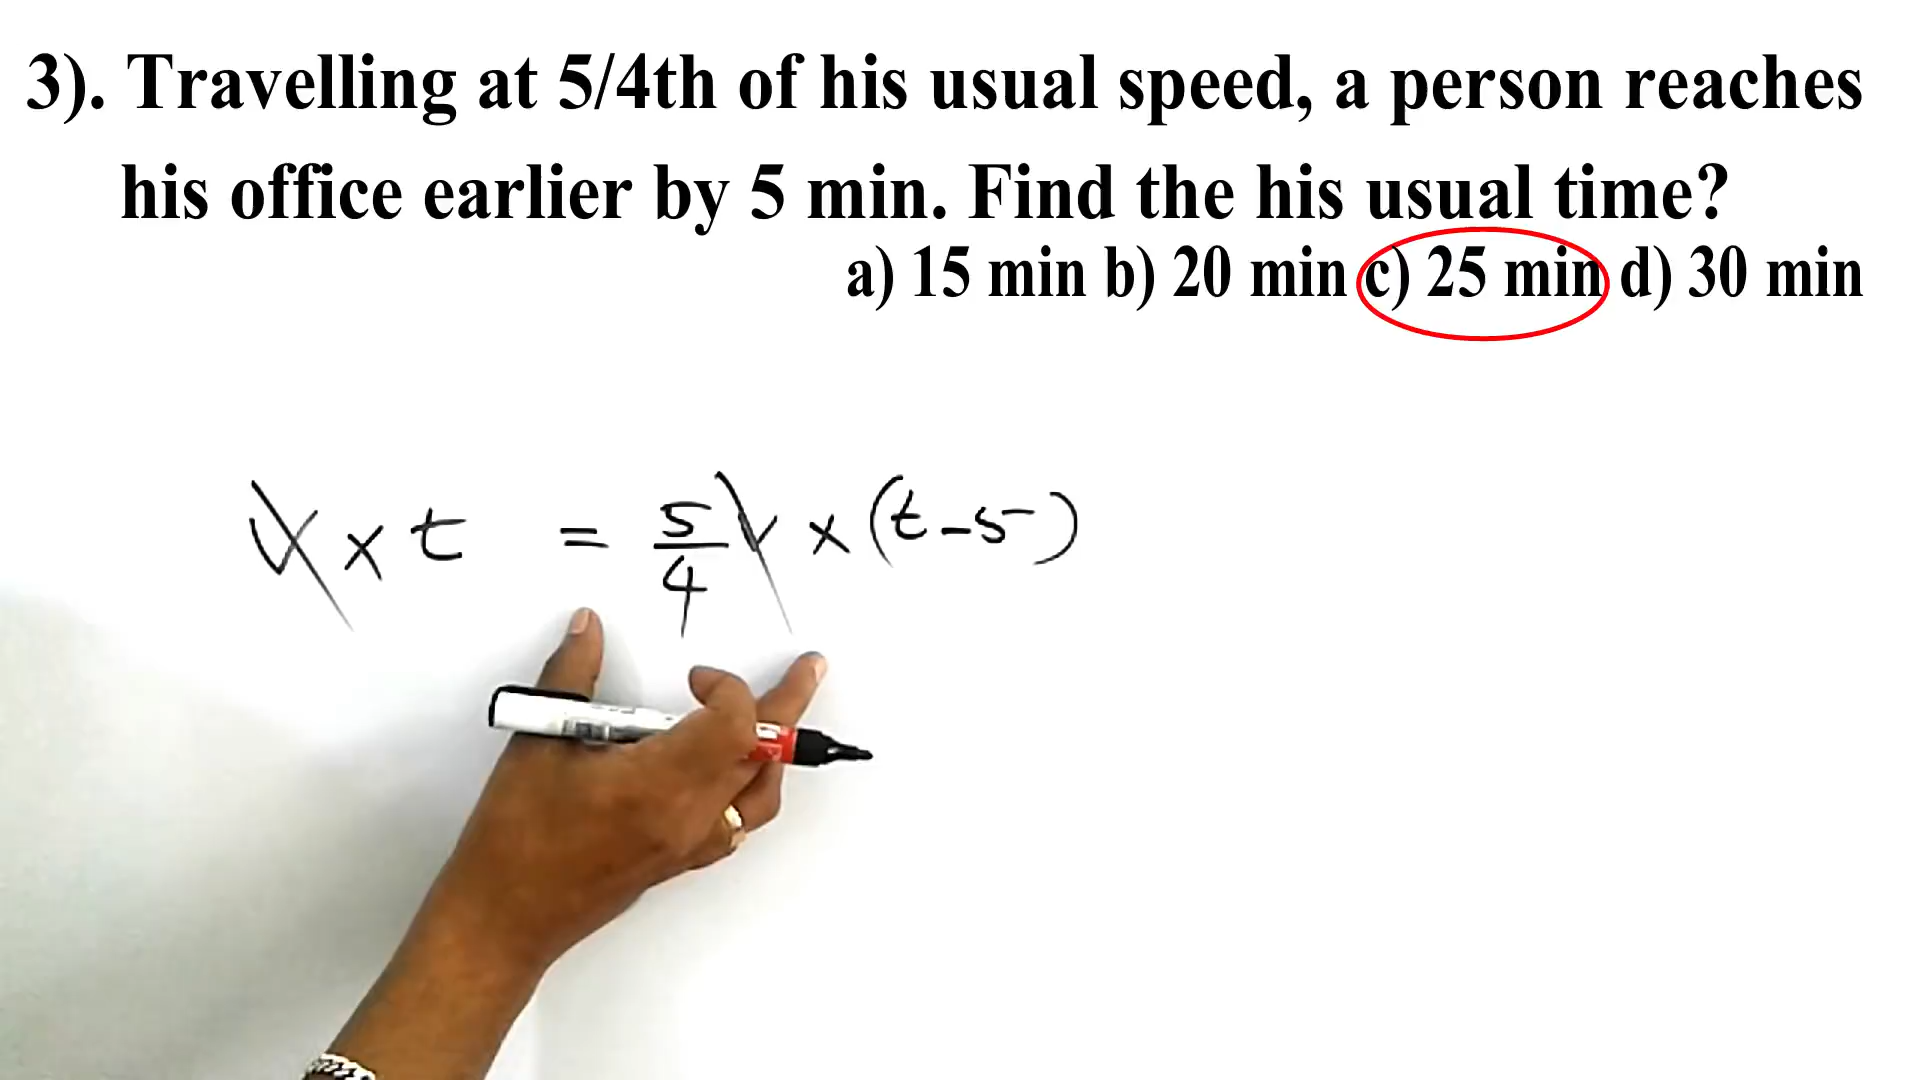 3). Travelling at 5/4th of his usual speed, a person reaches
his office earlier by 5 min. Find the his usual time?
a) 15 min b) 20 min c) 25 min d) 30 min
V × t = 5/4 V × (t-5)